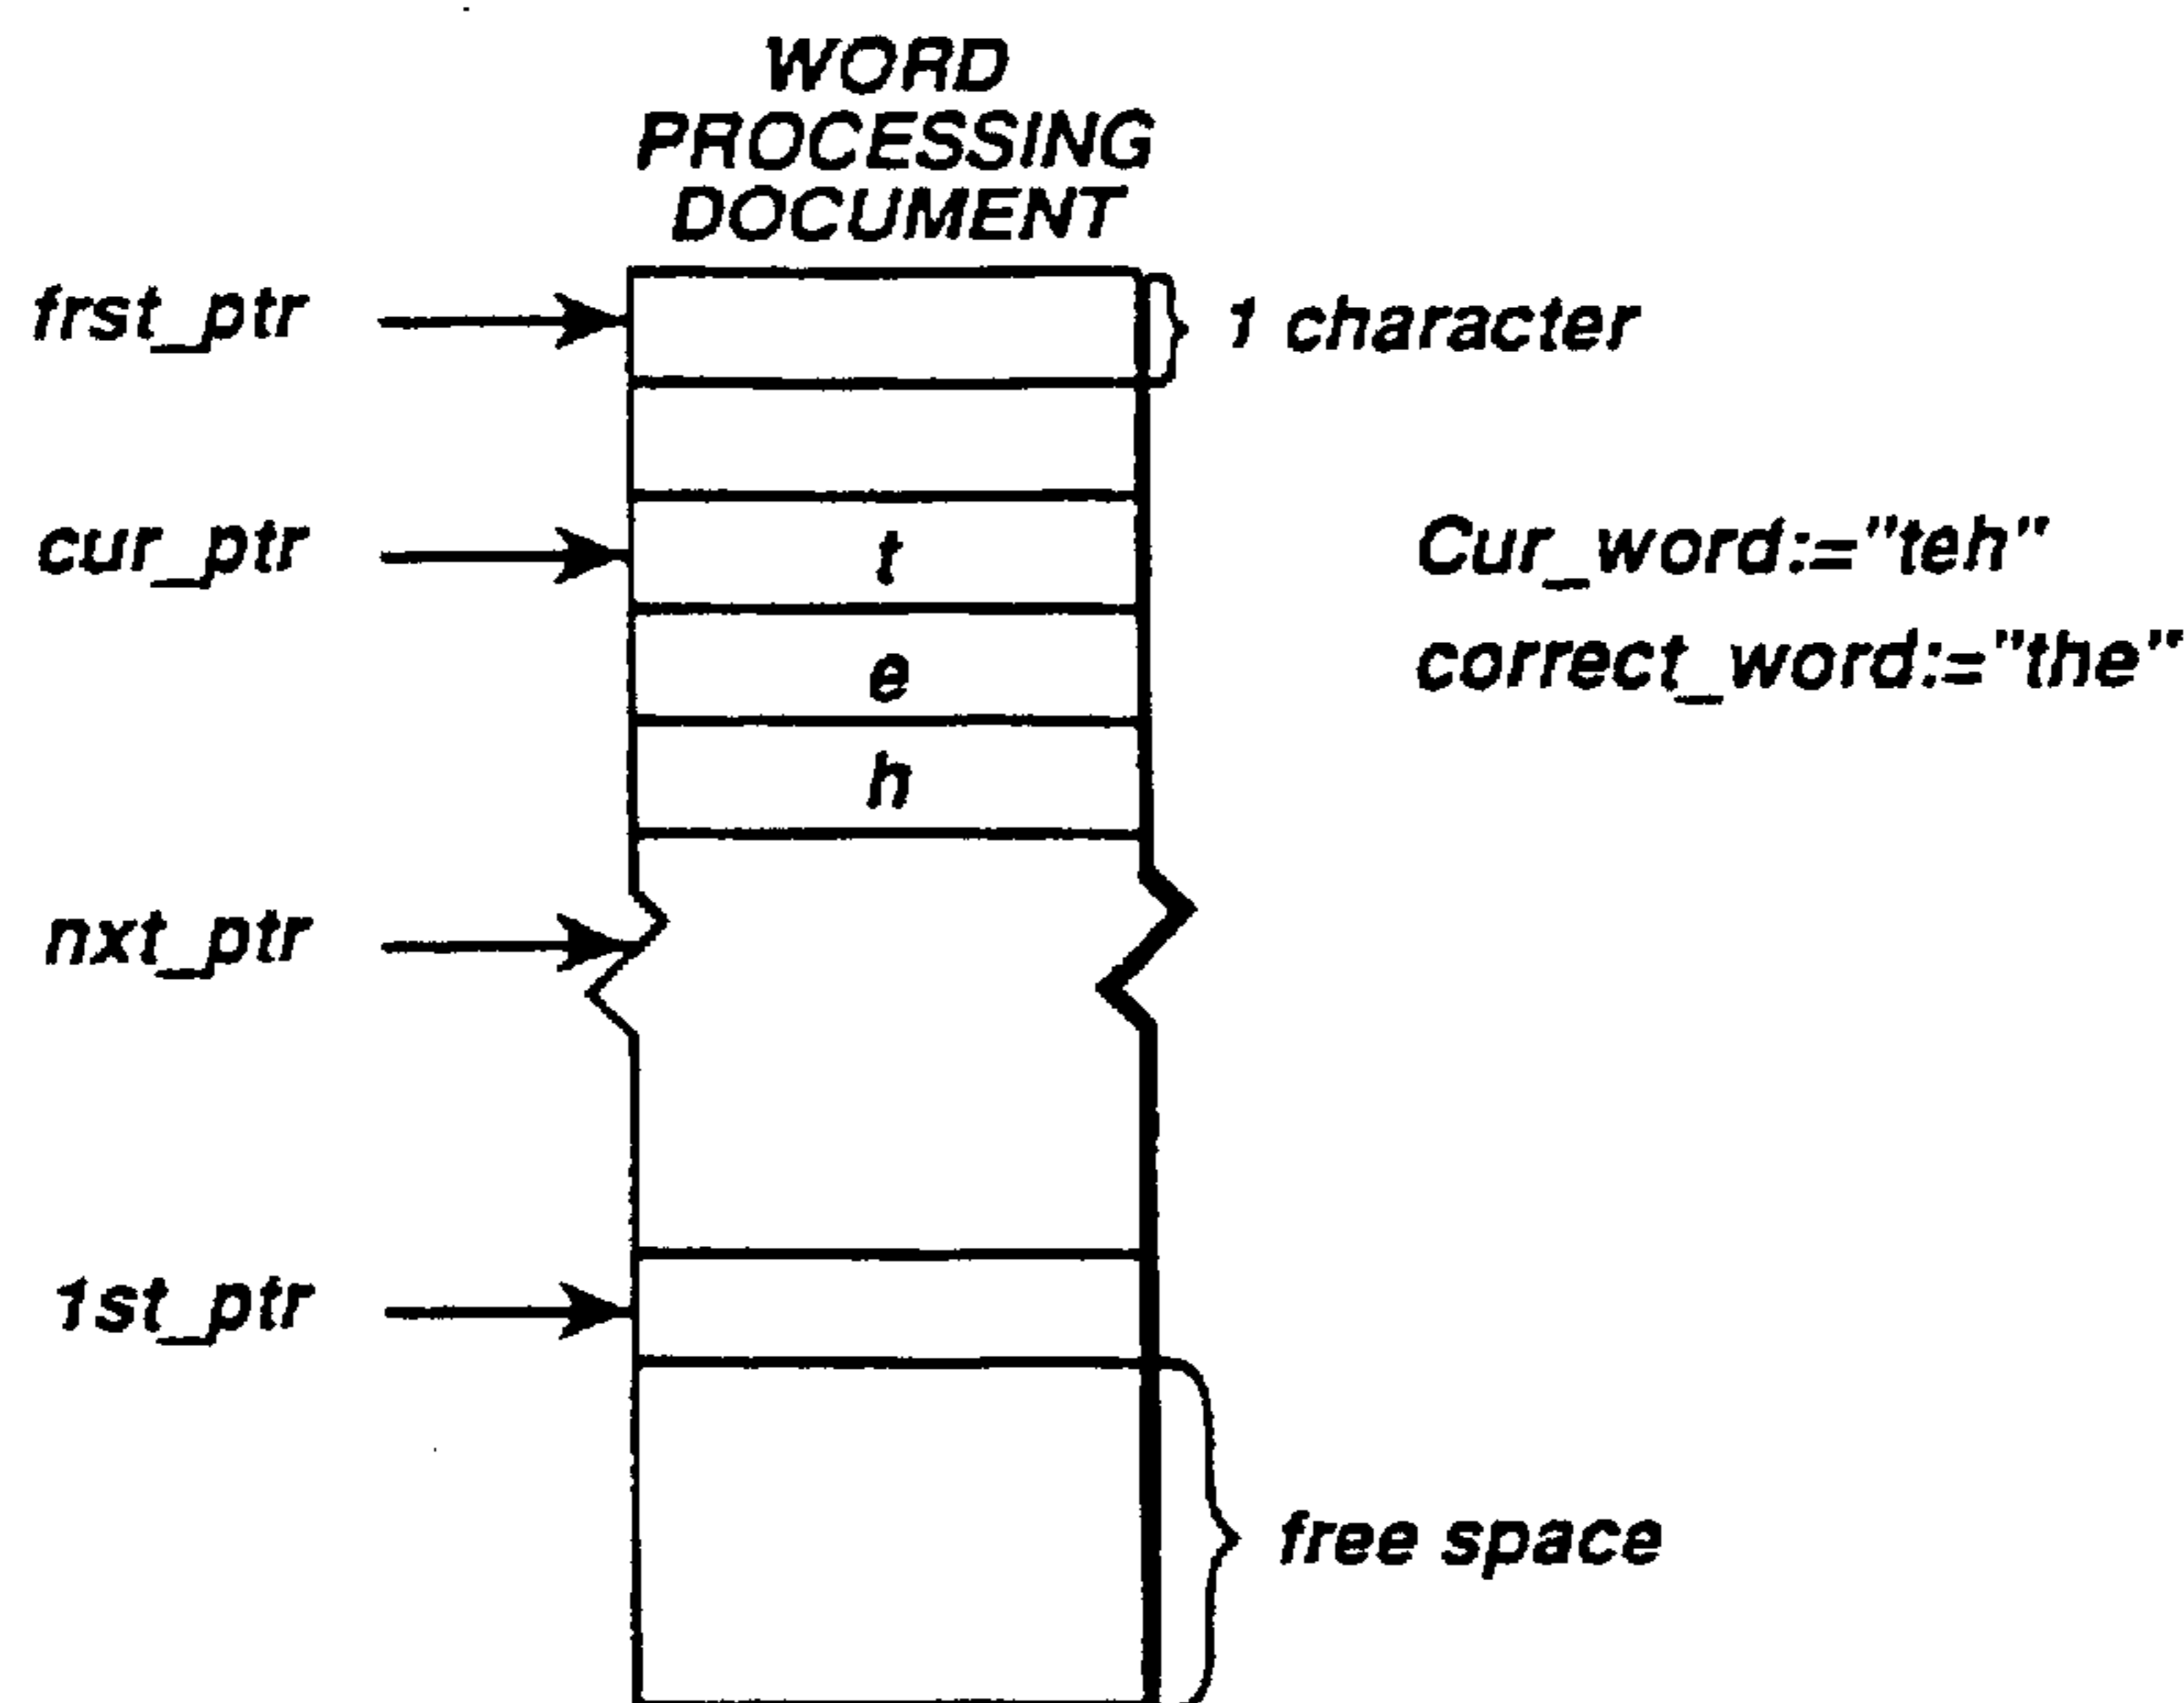 WORD
PROCESSING
DOCUMENT
frst_ptr
1 character
cur_ptr
t
Cur_word:="teh"
e
correct_word:="the"
h
nxt_ptr
1st_ptr
free space